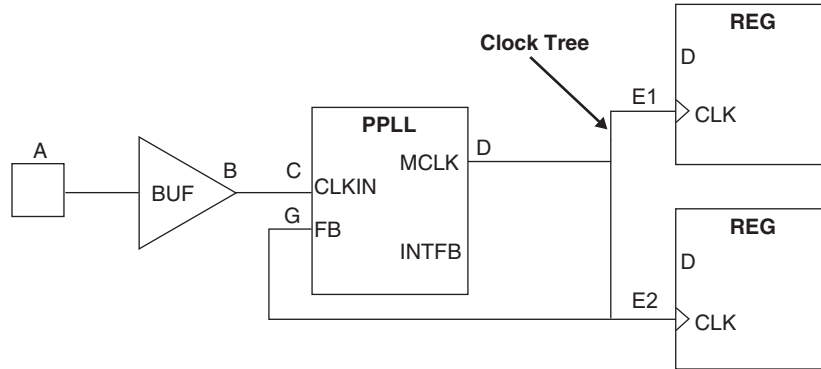 REG
Clock Tree
D
E1
CLK
PPLL
A
B
C
D
MCLK
BUF
CLKIN
G
FB
REG
INTFB
D
E2
CLK